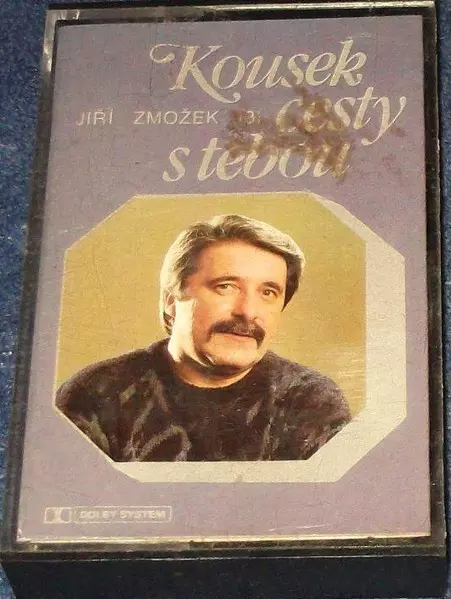 Kousek
JIŘÍ ZMOŽEK
cesty
s tebou
DOLBY SYSTEM